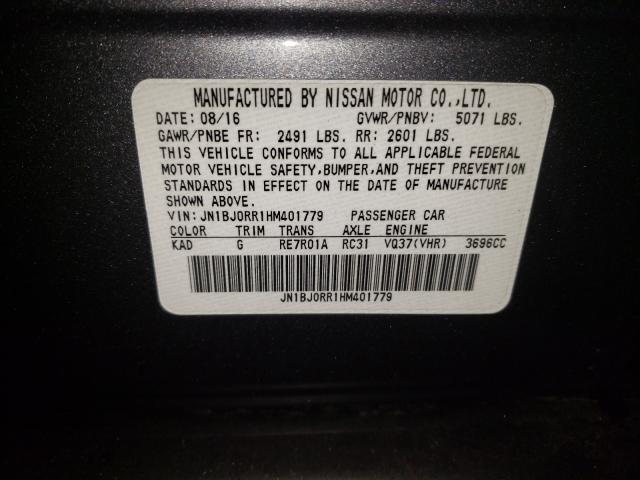 MANUFACTURED BY NISSAN MOTOR CO.,LTD.
DATE: 08/16 GVWR/PNBV: 5071 LBS.
GAWR/PNBE FR: 2491 LBS. RR: 2601 LBS.
THIS VEHICLE CONFORMS TO ALL APPLICABLE FEDERAL
MOTOR VEHICLE SAFETY,BUMPER,AND THEFT PREVENTION
STANDARDS IN EFFECT ON THE DATE OF MANUFACTURE
SHOWN ABOVE.
VIN: JN1BJ0RR1HM401779 PASSENGER CAR
COLOR TRIM TRANS AXLE ENGINE
KAD G RE7R01A RC31 VQ37(VHR) 3696CC
JN1BJ0RR1HM401779